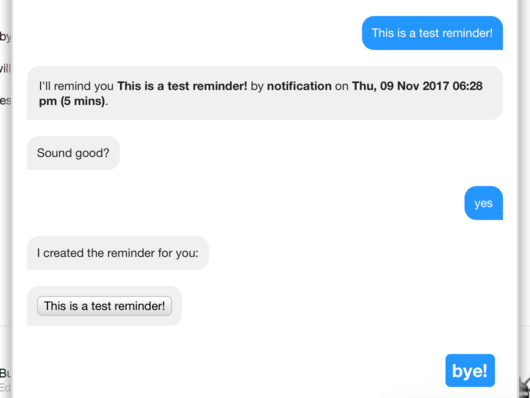 This is a test reminder!
by
I'll remind you This is a test reminder! by notification on Thu, 09 Nov 2017 06:28
pm (5 mins).
Sound good?
yes
I created the reminder for you:
This is a test reminder!
bye!